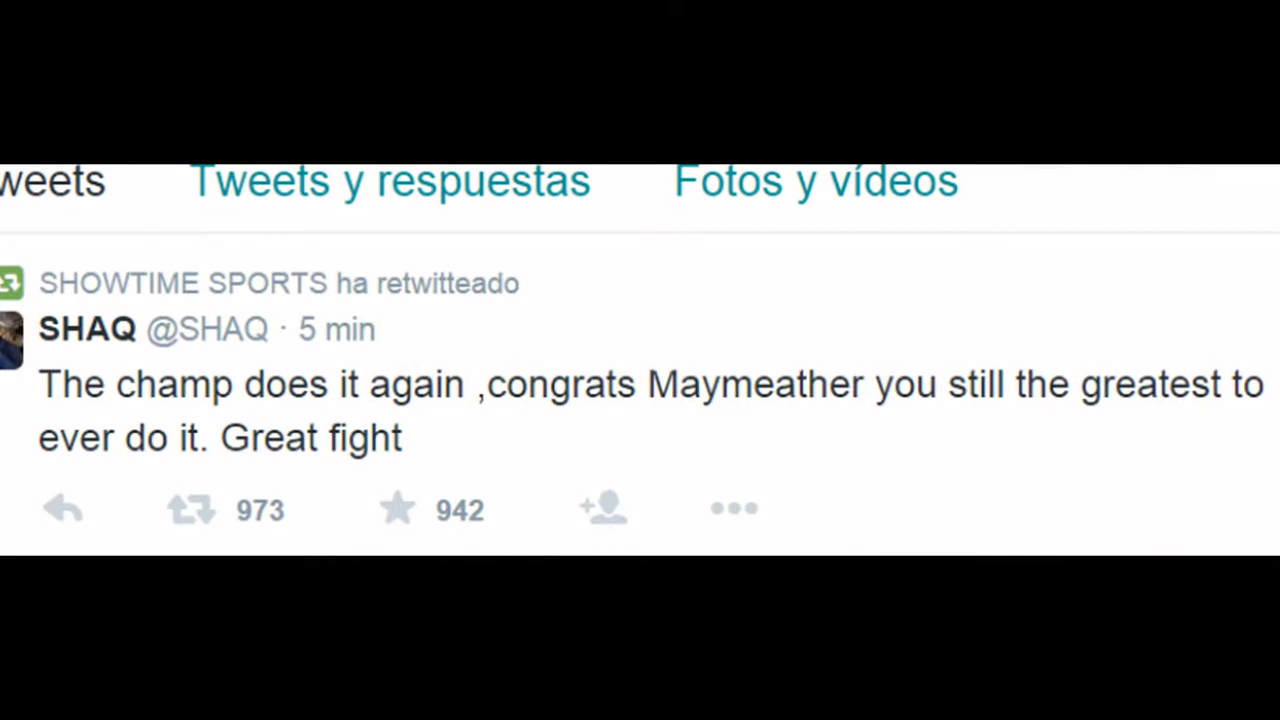 weets Tweets y respuestas Fotos y vídeos
SHOWTIME SPORTS ha retwitteado
SHAQ @SHAQ · 5 min
The champ does it again ,congrats Maymeather you still the greatest to
ever do it. Great fight
973 942